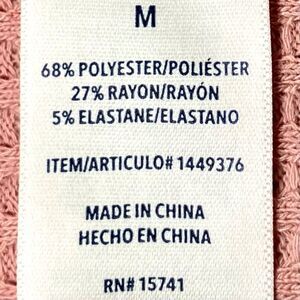 M
68% POLYESTER/POLIÉSTER
27% RAYON/RAYÓN
5% ELASTANE/ELASTANO
ITEM/ARTICULO# 1449376
MADE IN CHINA
HECHO EN CHINA
RN# 15741